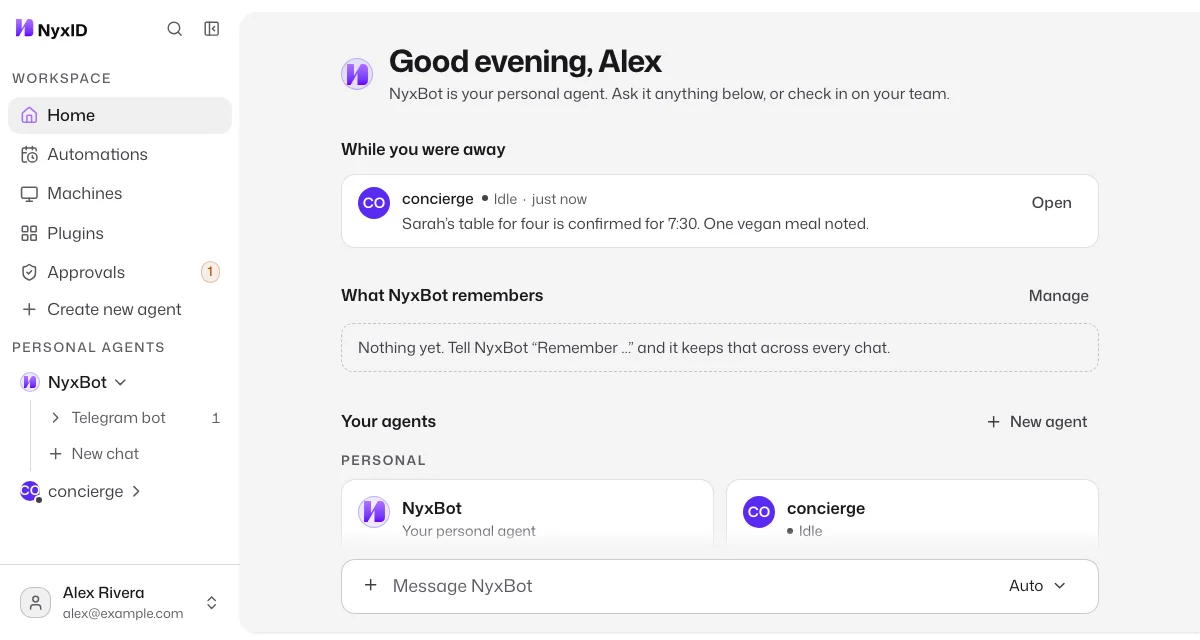 NyxID
WORKSPACE
Home
Automations
Machines
Plugins
Approvals 1
Create new agent
PERSONAL AGENTS
NyxBot
Telegram bot 1
New chat
CO concierge
Alex Rivera
alex@example.com
Good evening, Alex
NyxBot is your personal agent. Ask it anything below, or check in on your team.
While you were away
CO concierge • Idle · just now
Open
Sarah’s table for four is confirmed for 7:30. One vegan meal noted.
What NyxBot remembers
Manage
Nothing yet. Tell NyxBot “Remember …” and it keeps that across every chat.
Your agents
+ New agent
PERSONAL
NyxBot
Your personal agent
CO concierge
• Idle
+ Message NyxBot
Auto